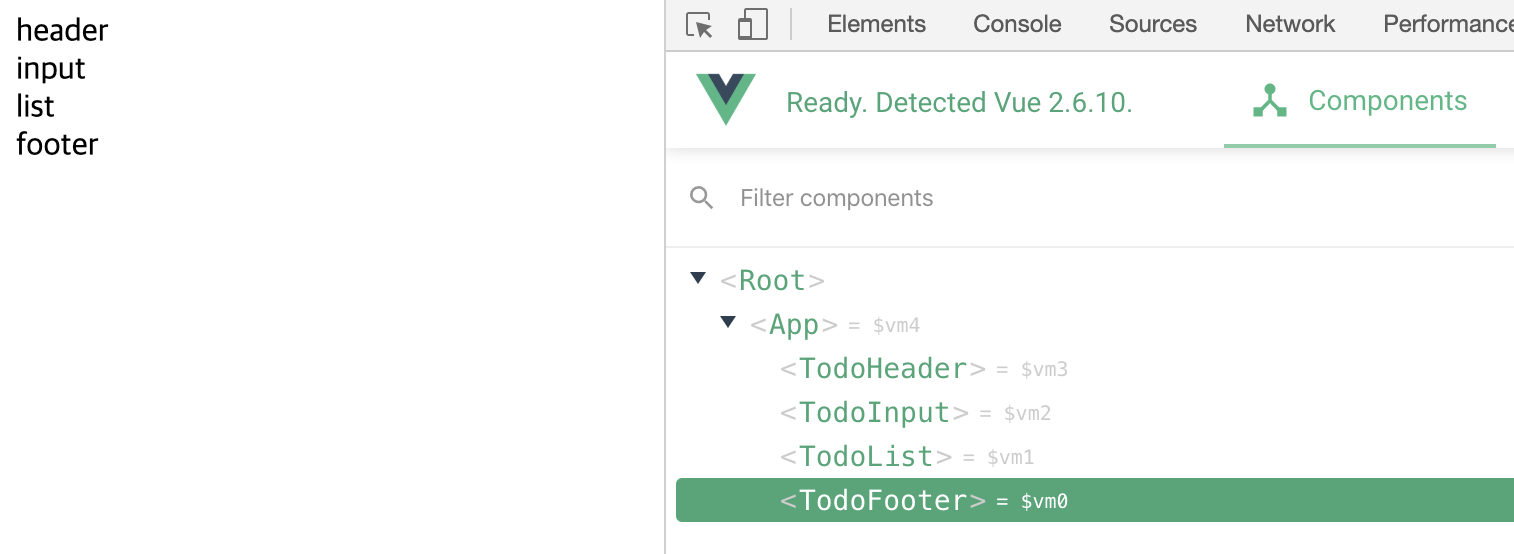 header
input
list
footer
Elements Console Sources Network Performance
Ready. Detected Vue 2.6.10. Components
Filter components
<Root>
<App> = $vm4
<TodoHeader> = $vm3
<TodoInput> = $vm2
<TodoList> = $vm1
<TodoFooter> = $vm0